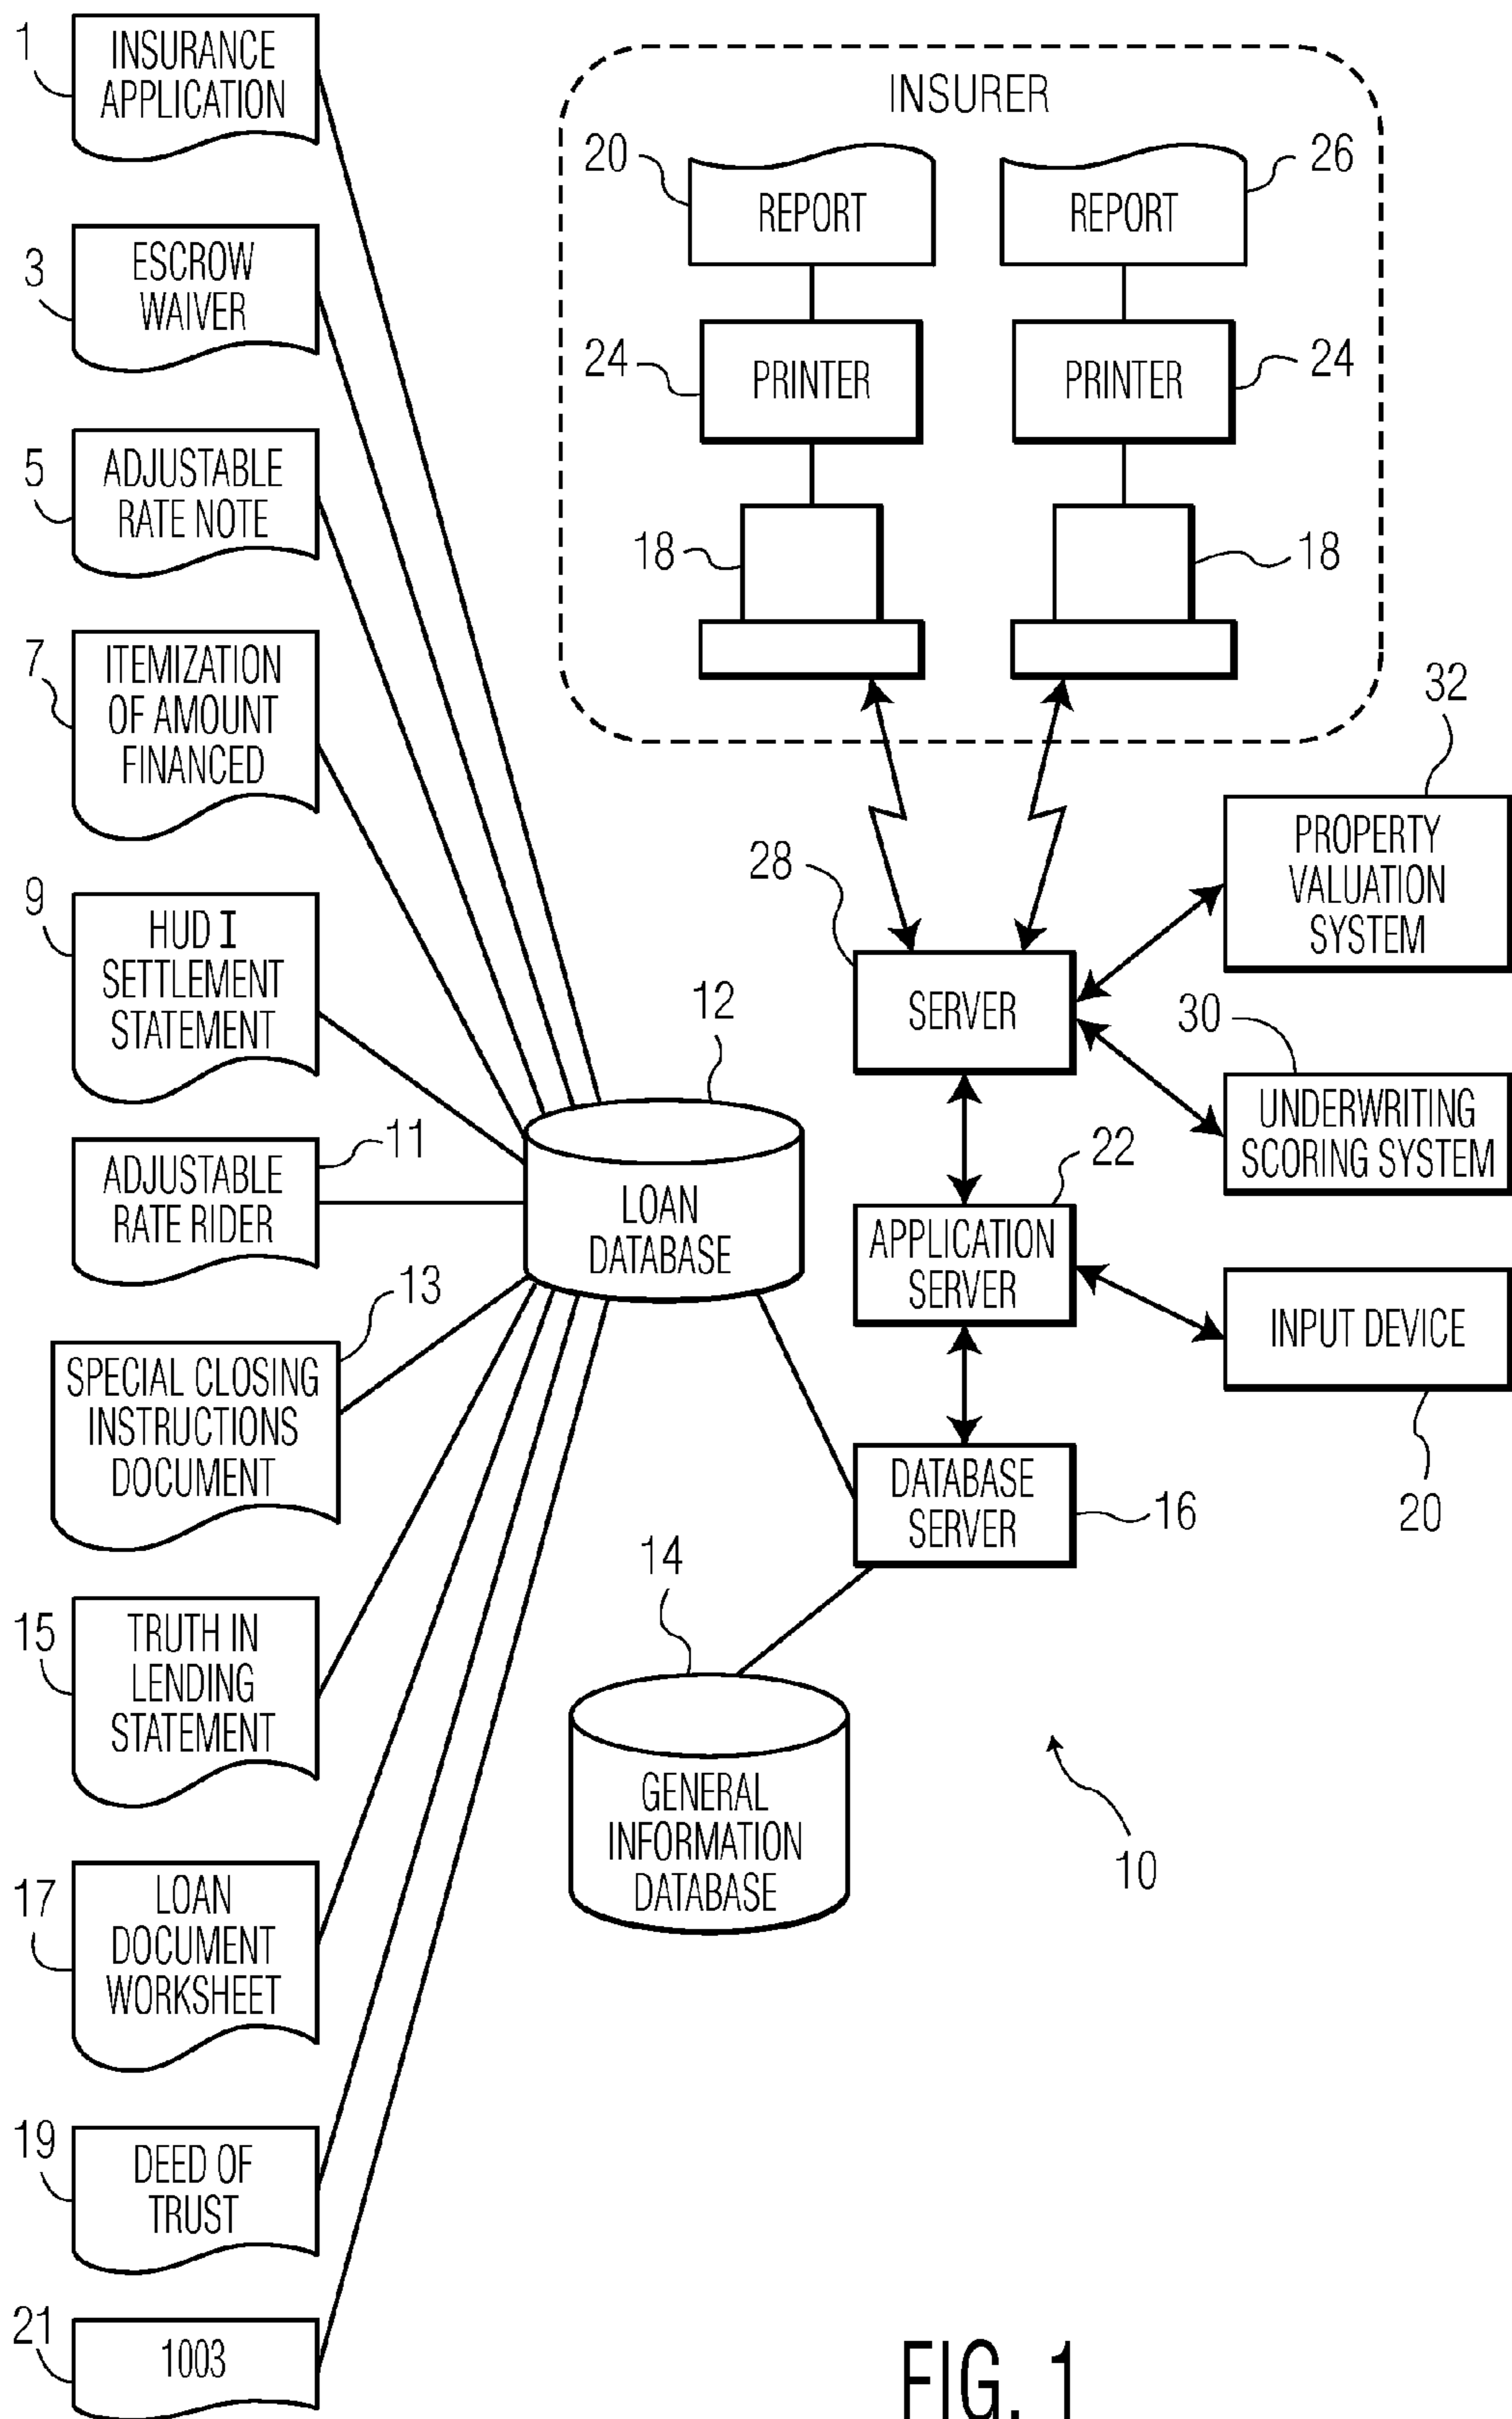 1
INSURANCE
APPLICATION
3
ESCROW
WAIVER
5
ADJUSTABLE
RATE NOTE
7
ITEMIZATION
OF AMOUNT
FINANCED
9
HUD I
SETTLEMENT
STATEMENT
11
ADJUSTABLE
RATE RIDER
13
SPECIAL CLOSING
INSTRUCTIONS
DOCUMENT
15
TRUTH IN
LENDING
STATEMENT
17
LOAN
DOCUMENT
WORKSHEET
19
DEED OF
TRUST
21
1003
12
LOAN
DATABASE
14
GENERAL
INFORMATION
DATABASE
INSURER
20
REPORT
REPORT
26
24
PRINTER
PRINTER
24
18
18
28
SERVER
32
PROPERTY
VALUATION
SYSTEM
30
UNDERWRITING
SCORING SYSTEM
22
APPLICATION
SERVER
INPUT DEVICE
20
DATABASE
SERVER
16
10
FIG. 1